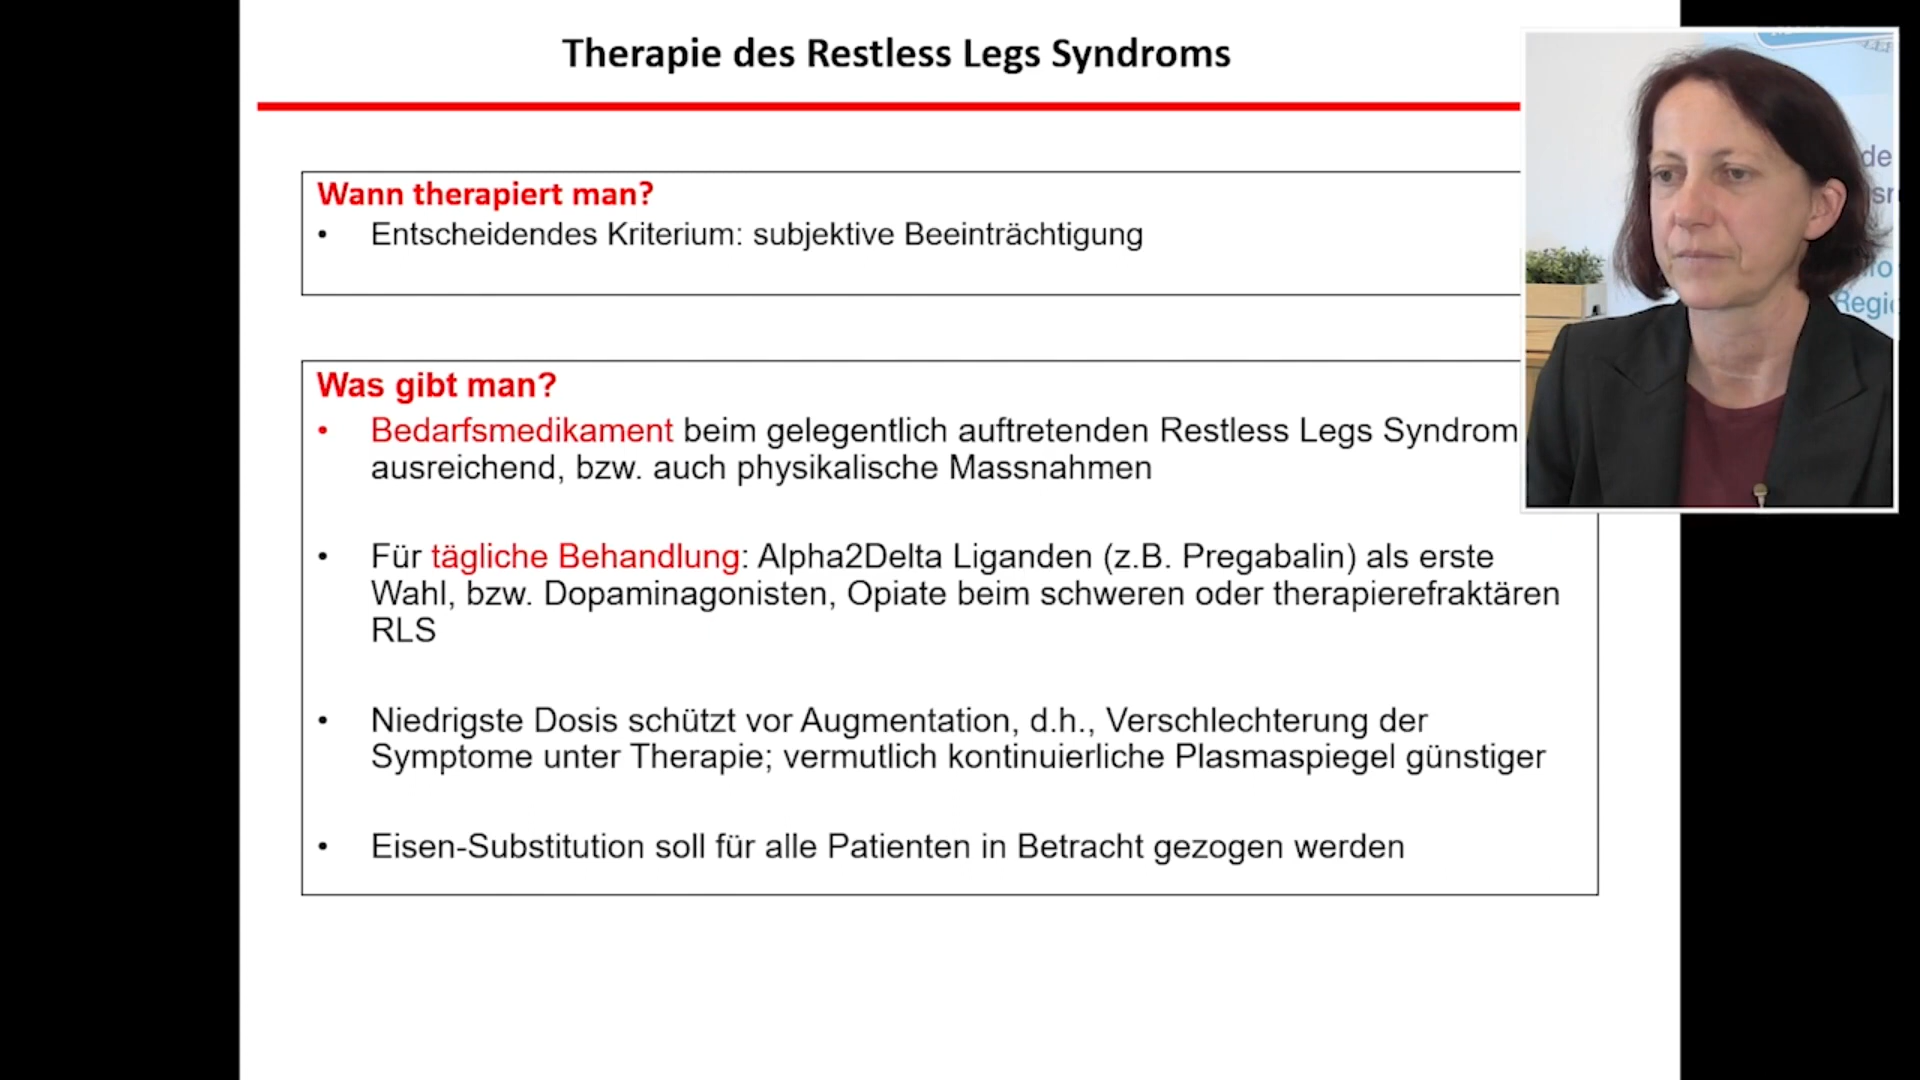 Therapie des Restless Legs Syndroms
Wann therapiert man?
• Entscheidendes Kriterium: subjektive Beeinträchtigung
Was gibt man?
• Bedarfsmedikament beim gelegentlich auftretenden Restless Legs Syndrom
ausreichend, bzw. auch physikalische Massnahmen
• Für tägliche Behandlung: Alpha2Delta Liganden (z.B. Pregabalin) als erste
Wahl, bzw. Dopaminagonisten, Opiate beim schweren oder therapierefraktären
RLS
• Niedrigste Dosis schützt vor Augmentation, d.h., Verschlechterung der
Symptome unter Therapie; vermutlich kontinuierliche Plasmaspiegel günstiger
• Eisen-Substitution soll für alle Patienten in Betracht gezogen werden